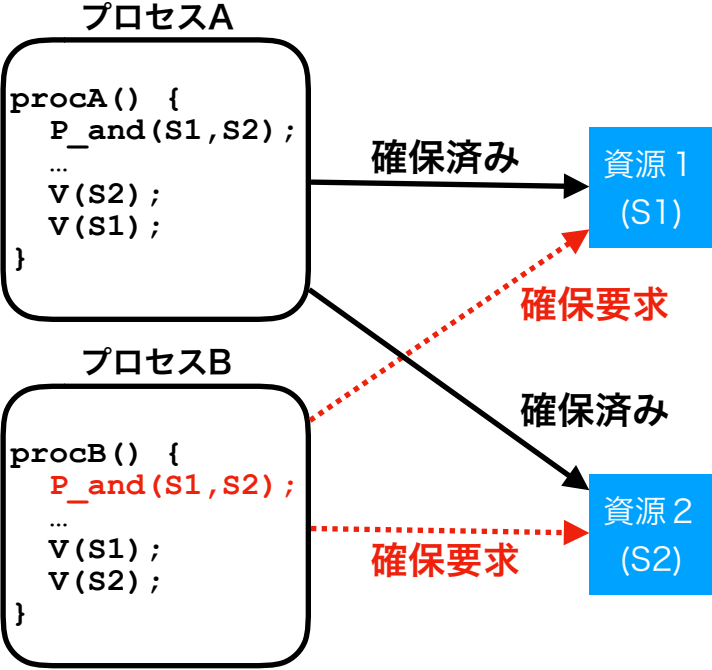 プロセスA
procA() {
P_and(S1,S2);
…
V(S2);
V(S1);
}
確保済み
資源１
(S1)
確保要求
プロセスB
確保済み
procB() {
P_and(S1,S2);
…
V(S1);
V(S2);
}
確保要求
資源２
(S2)